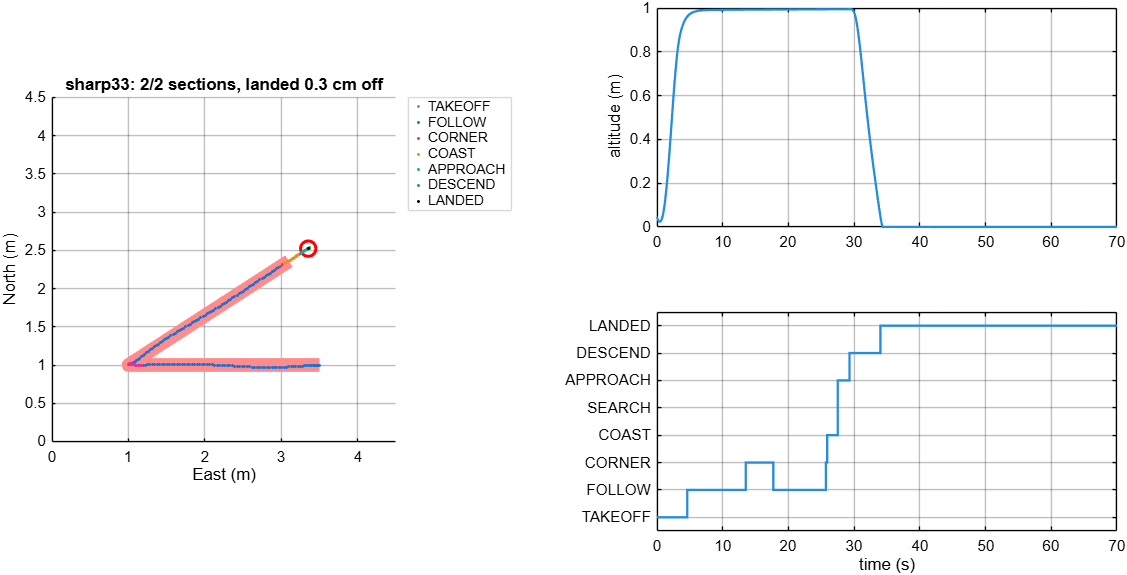 sharp33: 2/2 sections, landed 0.3 cm off
4.5
4
3.5
3
2.5
2
1.5
1
0.5
0
North (m)
0 1 2 3 4
East (m)
TAKEOFF
FOLLOW
CORNER
COAST
APPROACH
DESCEND
LANDED
1
0.8
0.6
0.4
0.2
0
altitude (m)
0 10 20 30 40 50 60 70
LANDED
DESCEND
APPROACH
SEARCH
COAST
CORNER
FOLLOW
TAKEOFF
0 10 20 30 40 50 60 70
time (s)